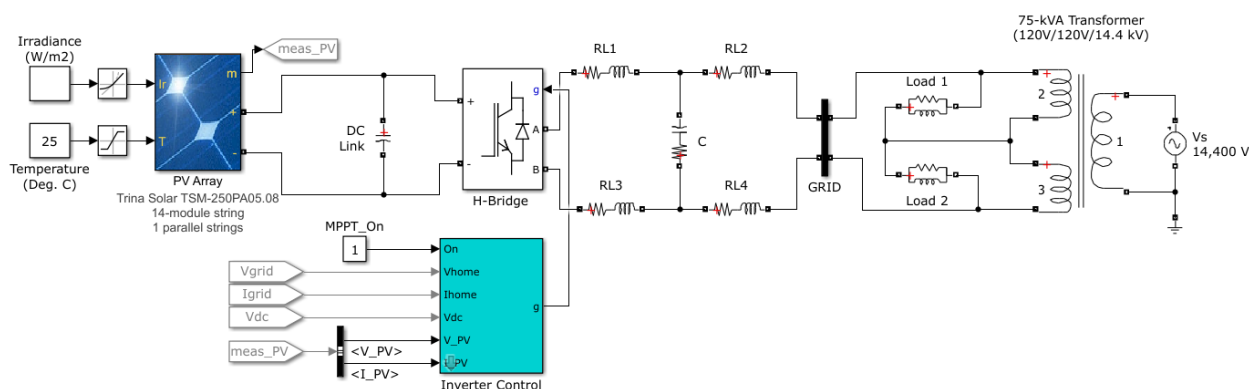 75-kVA Transformer
(120V/120V/14.4 kV)
Irradiance
(W/m2)
meas_PV
RL1
RL2
Ir
m
+
T
-
25
Temperature
(Deg. C)
PV Array
Trina Solar TSM-250PA05.08
14-module string
1 parallel strings
DC
Link
+
-
g
A
B
H-Bridge
C
RL3
RL4
GRID
Load 1
Load 2
2
3
1
Vs
14,400 V
MPPT_On
1
On
Vgrid
Vhome
Igrid
Ihome
Vdc
Vdc
g
meas_PV
<V_PV>
V_PV
<I_PV>
Inverter Control